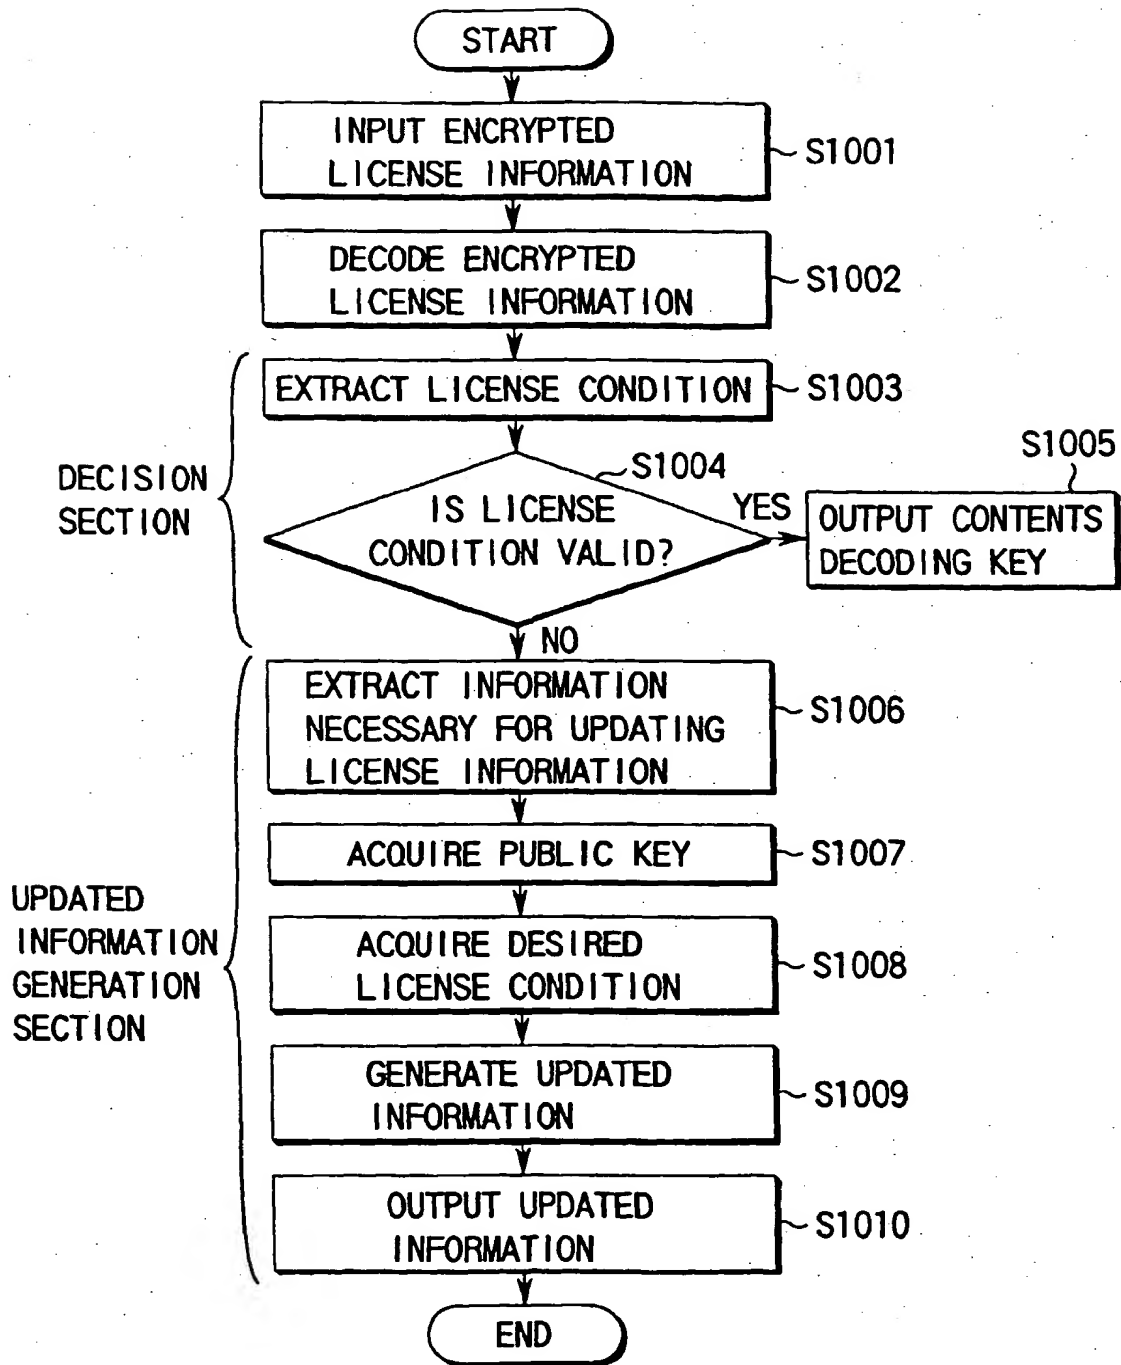 START
INPUT ENCRYPTED
LICENSE INFORMATION
S1001
DECODE ENCRYPTED
LICENSE INFORMATION
S1002
EXTRACT LICENSE CONDITION
S1003
DECISION
SECTION
S1004
IS LICENSE
CONDITION VALID?
YES
S1005
OUTPUT CONTENTS
DECODING KEY
NO
EXTRACT INFORMATION
NECESSARY FOR UPDATING
LICENSE INFORMATION
S1006
ACQUIRE PUBLIC KEY
S1007
UPDATED
INFORMATION
GENERATION
SECTION
ACQUIRE DESIRED
LICENSE CONDITION
S1008
GENERATE UPDATED
INFORMATION
S1009
OUTPUT UPDATED
INFORMATION
S1010
END